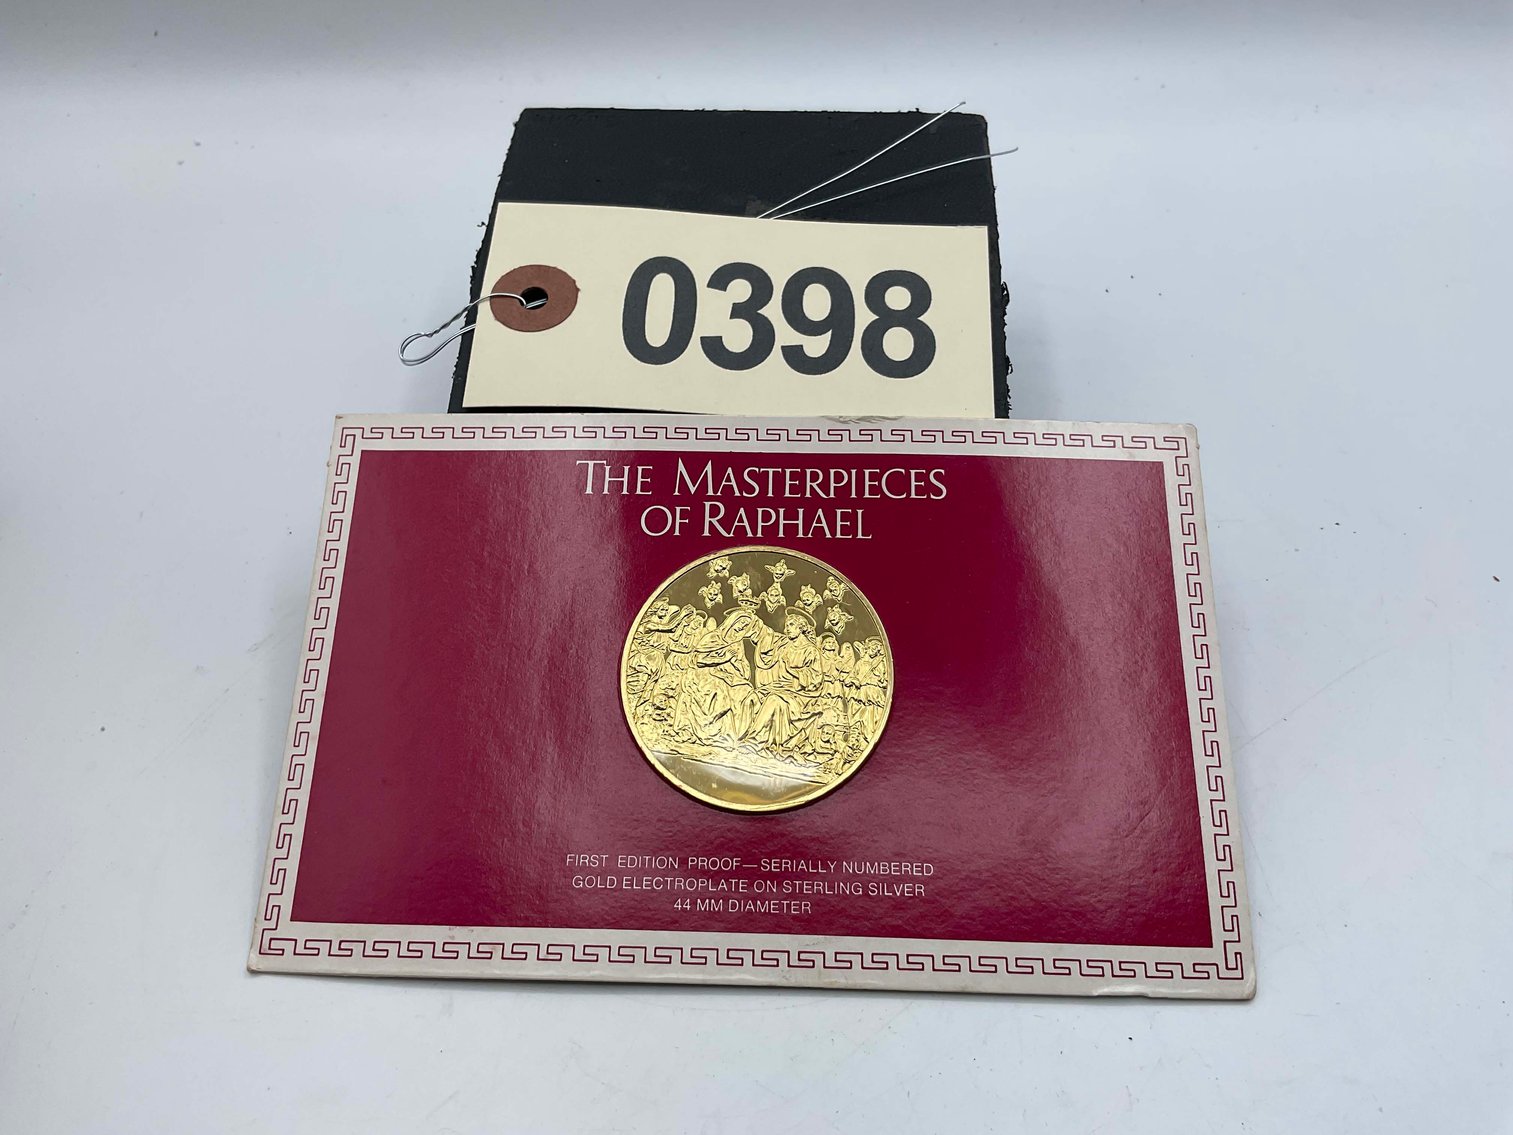 0398
THE MASTERPIECES
OF RAPHAEL
FIRST EDITION PROOF—SERIALLY NUMBERED
GOLD ELECTROPLATE ON STERLING SILVER
44 MM DIAMETER